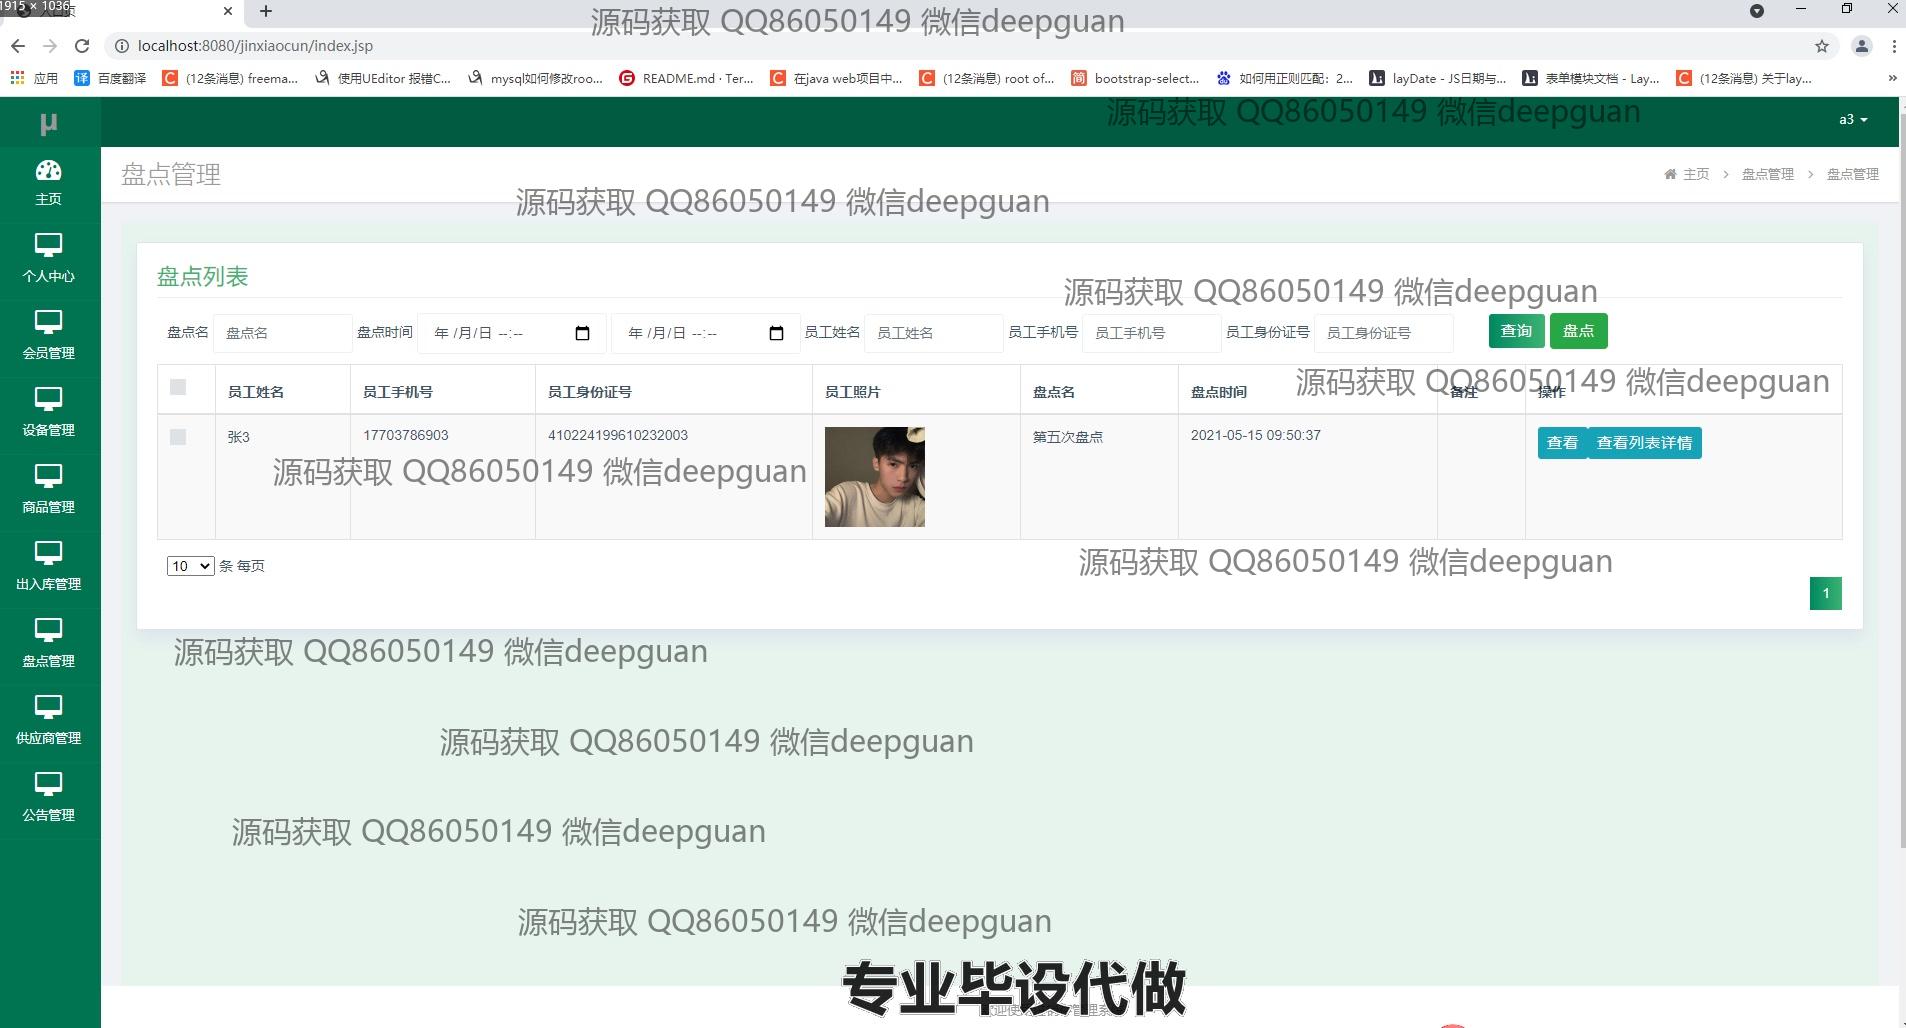 1915 × 1036
源码获取 QQ86050149 微信deepguan
localhost:8080/jinxiaocun/index.jsp
应用 百度翻译 (12条消息) freema... 使用UEditor 报错C... mysql如何修改roo... README.md · Ter... 在java web项目中... (12条消息) root of... bootstrap-select... 如何用正则匹配：2... layDate - JS日期与... 表单模块文档 - Lay... (12条消息) 关于lay... »
μ
源码获取 QQ86050149 微信deepguan
a3
主页
个人中心
会员管理
设备管理
商品管理
出入库管理
盘点管理
供应商管理
公告管理
盘点管理
主页 > 盘点管理 > 盘点管理
源码获取 QQ86050149 微信deepguan
盘点列表
源码获取 QQ86050149 微信deepguan
盘点名 盘点名 盘点时间 年 /月/日 --:-- 年 /月/日 --:-- 员工姓名 员工姓名 员工手机号 员工手机号 员工身份证号 员工身份证号 查询 盘点
源码获取 QQ86050149 微信deepguan
员工姓名 员工手机号 员工身份证号 员工照片 盘点名 盘点时间 备注 操作
张3 17703786903 410224199610232003 第五次盘点 2021-05-15 09:50:37 查看 查看列表详情
源码获取 QQ86050149 微信deepguan
10 条 每页
源码获取 QQ86050149 微信deepguan
1
源码获取 QQ86050149 微信deepguan
源码获取 QQ86050149 微信deepguan
源码获取 QQ86050149 微信deepguan
源码获取 QQ86050149 微信deepguan
专业毕设代做